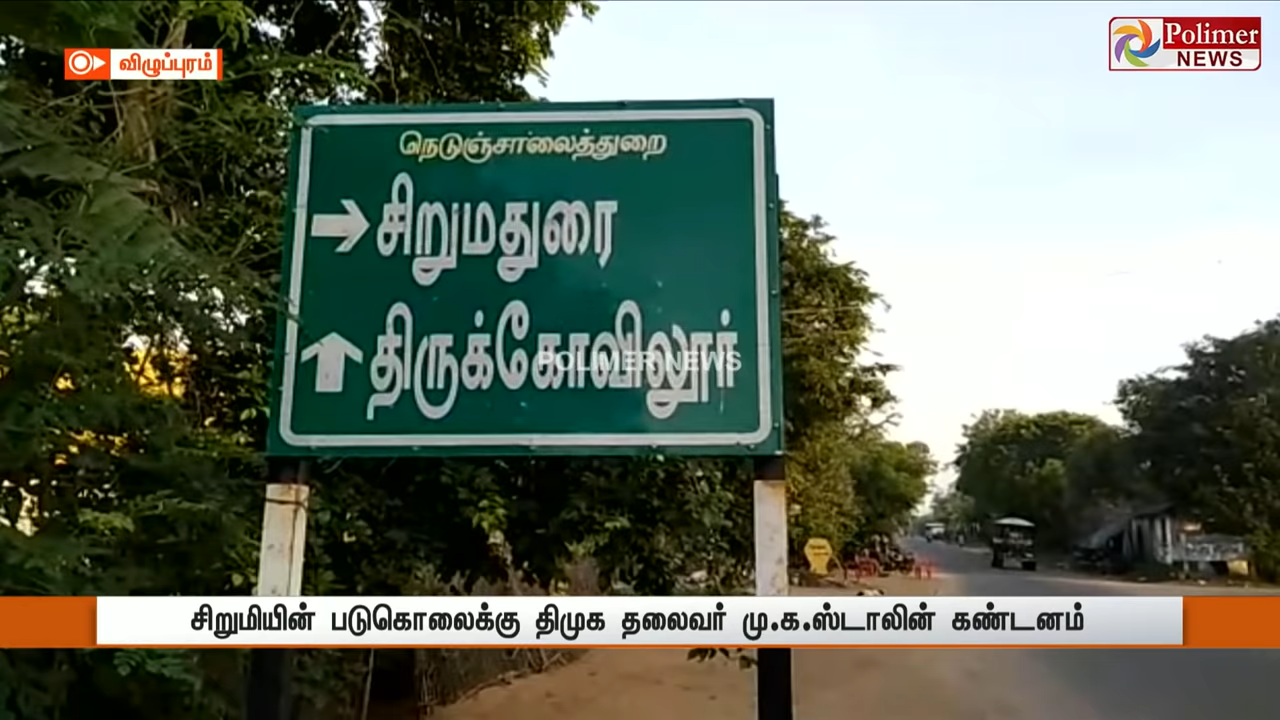 விழுப்புரம்
Polimer
NEWS
நெடுஞ்சாலைத்துறை
சிறுமதுரை
திருக்கோவிலூர்
POLIMER NEWS
சிறுமியின் படுகொலைக்கு திமுக தலைவர் மு.க.ஸ்டாலின் கண்டனம்